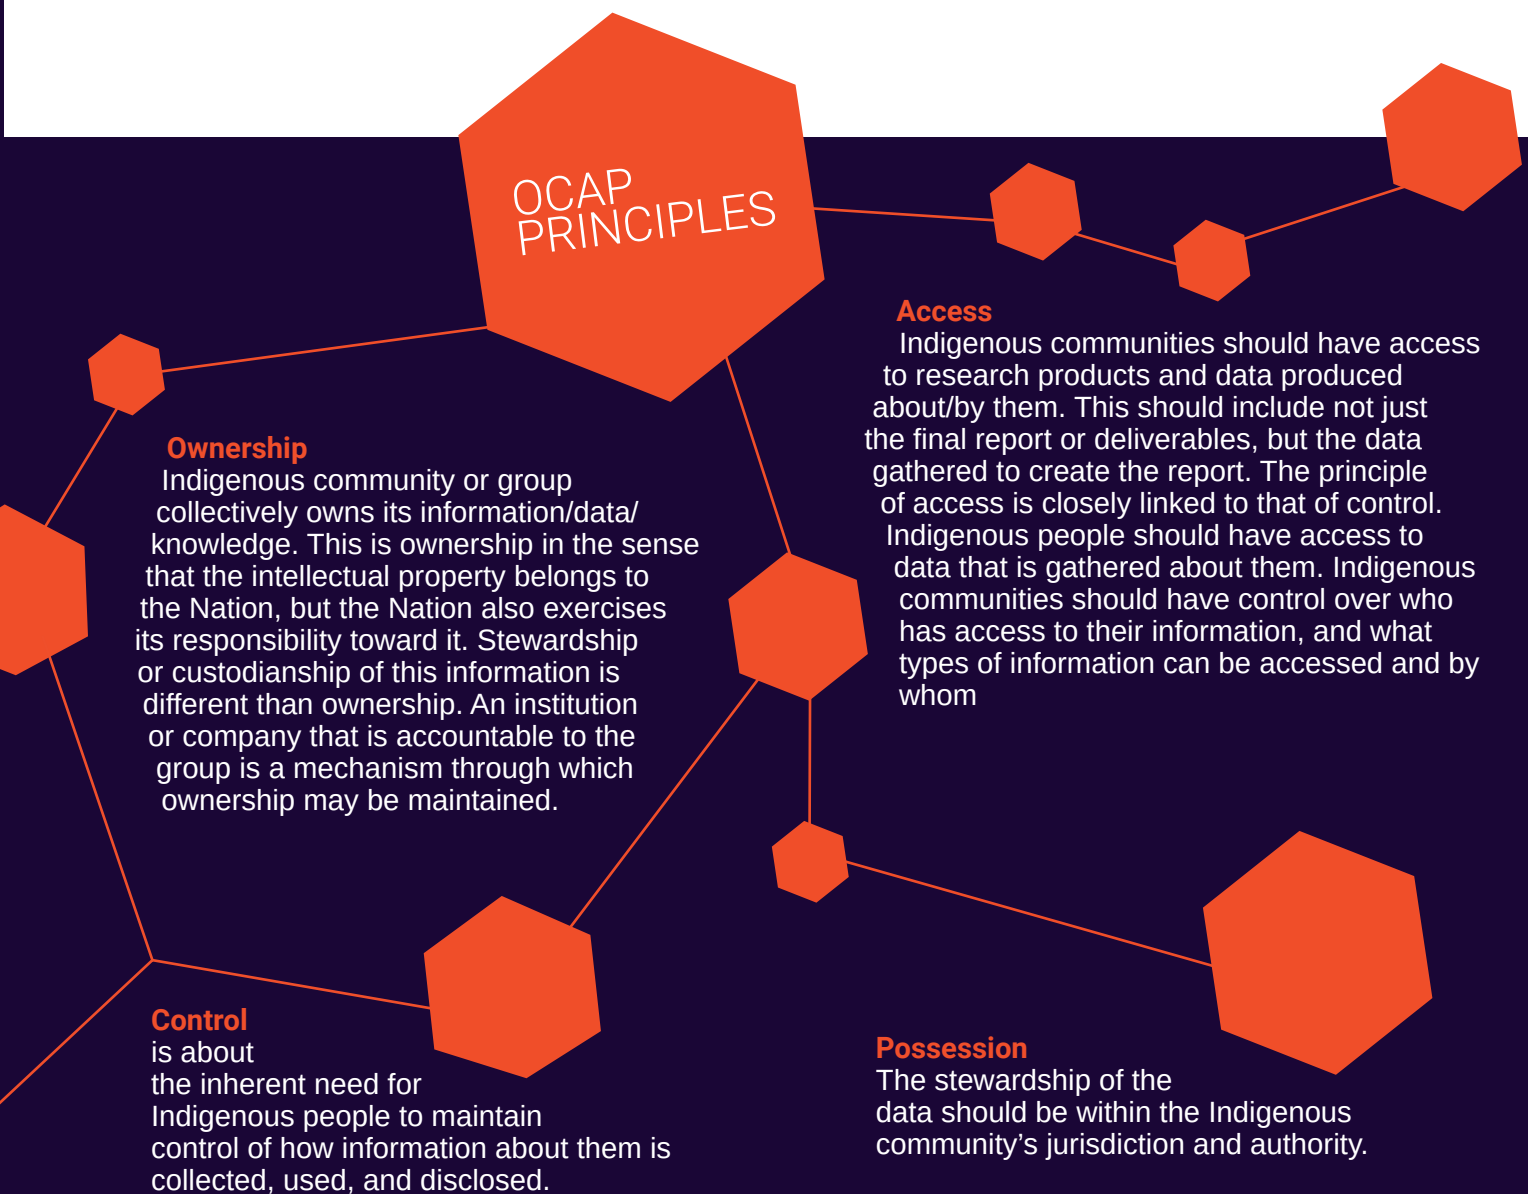 OCAP
PRINCIPLES
Ownership
Indigenous community or group
collectively owns its information/data/
knowledge. This is ownership in the sense
that the intellectual property belongs to
the Nation, but the Nation also exercises
its responsibility toward it. Stewardship
or custodianship of this information is
different than ownership. An institution
or company that is accountable to the
group is a mechanism through which
ownership may be maintained.
Control
is about
the inherent need for
Indigenous people to maintain
control of how information about them is
collected, used, and disclosed.
Access
Indigenous communities should have access
to research products and data produced
about/by them. This should include not just
the final report or deliverables, but the data
gathered to create the report. The principle
of access is closely linked to that of control.
Indigenous people should have access to
data that is gathered about them. Indigenous
communities should have control over who
has access to their information, and what
types of information can be accessed and by
whom
Possession
The stewardship of the
data should be within the Indigenous
community’s jurisdiction and authority.